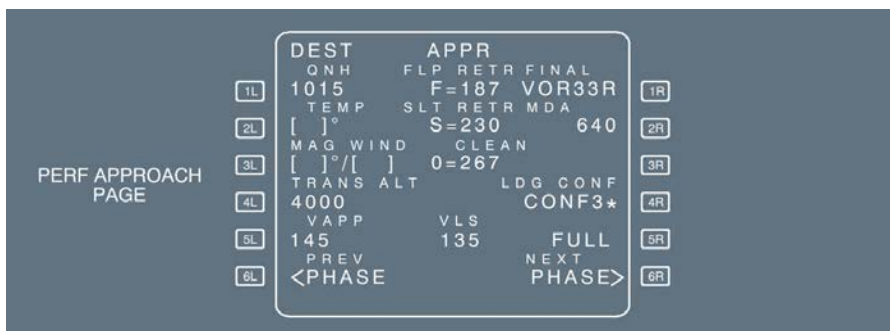 DEST APPR
QNH FLP RETR FINAL
1L 1015 F=187 VOR33R 1R
TEMP SLT RETR MDA
2L [ ]° S=230 640 2R
MAG WIND CLEAN
3L [ ]°/[ ] 0=267 3R
PERF APPROACH
PAGE
TRANS ALT LDG CONF
4L 4000 CONF3* 4R
VAPP VLS
5L 145 135 FULL 5R
PREV NEXT
6L <PHASE PHASE> 6R